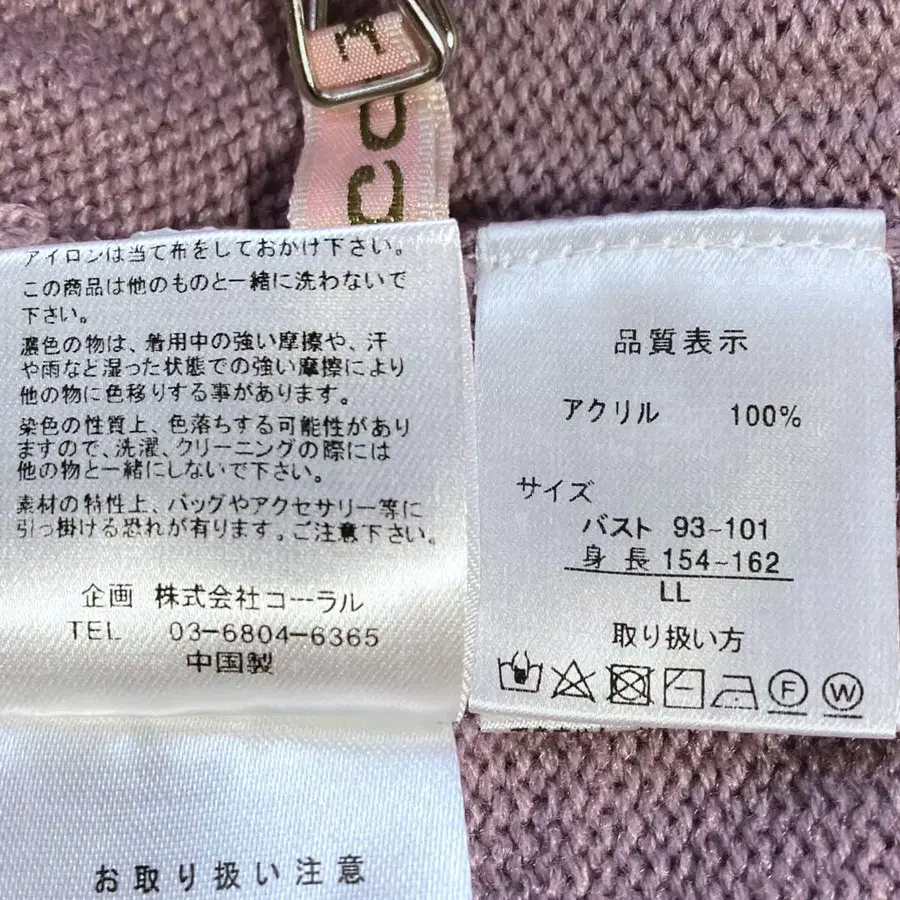 アイロンは当て布をしておかけ下さい。
この商品は他のものと一緒に洗わないで
下さい。
濃色の物は、着用中の強い摩擦や、汗
や雨など湿った状態での強い摩擦により
他の物に色移りする事があります。
染色の性質上、色落ちする可能性があり
ますので、洗濯、クリーニングの際には
他の物と一緒にしないで下さい。
素材の特性上、バッグやアクセサリー等に
引っ掛ける恐れが有ります。ご注意下さい。
企画 株式会社コーラル
TEL 03-6804-6365
中国製
お取り扱い注意
品質表示
アクリル 100%
サイズ
バスト 93-101
身長 154-162
LL
取り扱い方
F W